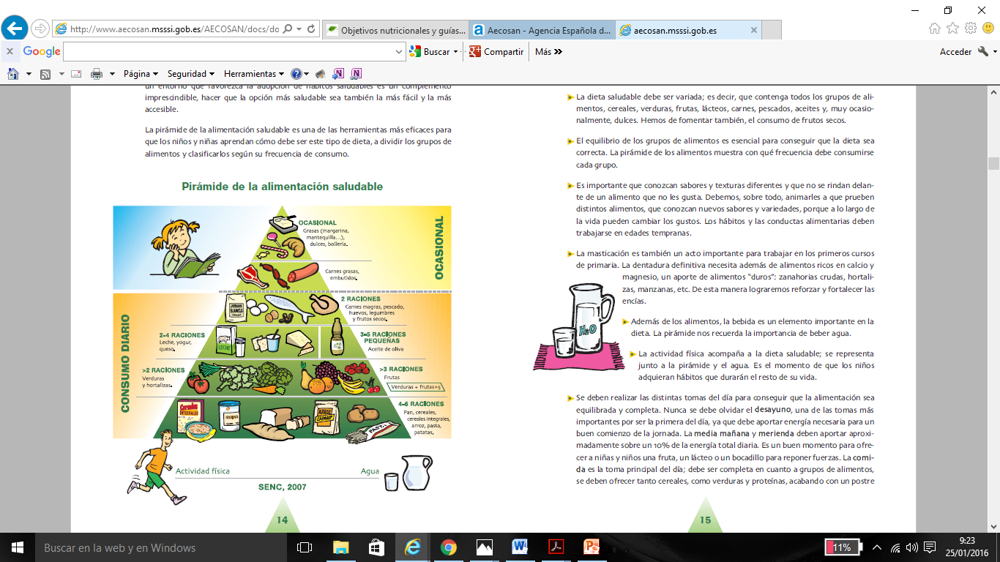 http://www.aecosan.msssi.gob.es/AECOSAN/docs/do
Objetivos nutricionales y guías...
Aecosan - Agencia Española d...
aecosan.msssi.gob.es
x Google
Buscar
Compartir
Más »
Acceder
Página
Seguridad
Herramientas
un entorno que favorezca la adopción de hábitos saludables es un complemento
imprescindible, hacer que la opción más saludable sea también la más fácil y la más
accesible.
La pirámide de la alimentación saludable es una de las herramientas más eficaces para
que los niños y niñas aprendan cómo debe ser este tipo de dieta, a dividir los grupos de
alimentos y clasificarlos según su frecuencia de consumo.
Pirámide de la alimentación saludable
OCASIONAL
Grasas (margarina,
mantequilla...),
dulces, bollería.
OCASIONAL
Carnes grasas,
embutidos.
CONSUMO DIARIO
2 RACIONES
Carnes magras, pescado,
huevos, legumbres
y frutos secos.
JUDIAS
BLANCAS
2-4 RACIONES
Leche, yogur,
queso.
LECHE
3-5 RACIONES
PEQUEÑAS
Aceite de oliva
>2 RACIONES
Verduras
y hortalizas.
>3 RACIONES
Frutas
Verduras + frutas=5
4-6 RACIONES
Pan, cereales,
cereales integrales,
arroz, pasta,
patatas.
Cereales
INTEGRALES
HARINA
ARROZ
PASTA
Actividad física
Agua
SENC, 2007
14
La dieta saludable debe ser variada; es decir, que contenga todos los grupos de ali-
mentos, cereales, verduras, frutas, lácteos, carnes, pescados, aceites y, muy ocasio-
nalmente, dulces. Hemos de fomentar también, el consumo de frutos secos.
El equilibrio de los grupos de alimentos es esencial para conseguir que la dieta sea
correcta. La pirámide de los alimentos muestra con qué frecuencia debe consumirse
cada grupo.
Es importante que conozcan sabores y texturas diferentes y que no se rindan delan-
te de un alimento que no les gusta. Debemos, sobre todo, animarles a que prueben
distintos alimentos, que conozcan nuevos sabores y variedades, porque a lo largo de
la vida pueden cambiar los gustos. Los hábitos y las conductas alimentarias deben
trabajarse en edades tempranas.
La masticación es también un acto importante para trabajar en los primeros cursos
de primaria. La dentadura definitiva necesita además de alimentos ricos en calcio y
magnesio, un aporte de alimentos "duros": zanahorias crudas, hortali-
zas, manzanas, etc. De esta manera lograremos reforzar y fortalecer las
encías.
H2O
Además de los alimentos, la bebida es un elemento importante en la
dieta. La pirámide nos recuerda la importancia de beber agua.
La actividad física acompaña a la dieta saludable; se representa
junto a la pirámide y el agua. Es el momento de que los niños
adquieran hábitos que durarán el resto de su vida.
Se deben realizar las distintas tomas del día para conseguir que la alimentación sea
equilibrada y completa. Nunca se debe olvidar el desayuno, una de las tomas más
importantes por ser la primera del día, ya que debe aportar energía necesaria para un
buen comienzo de la jornada. La media mañana y merienda deben aportar aproxi-
madamente sobre un 10% de la energía total diaria. Es un buen momento para ofre-
cer a niñas y niños una fruta, un lácteo o un bocadillo para reponer fuerzas. La comi-
da es la toma principal del día; debe ser completa en cuanto a grupos de alimentos,
se deben ofrecer tanto cereales, como verduras y proteínas, acabando con un postre
15
Buscar en la web y en Windows
11%
9:23
25/01/2016